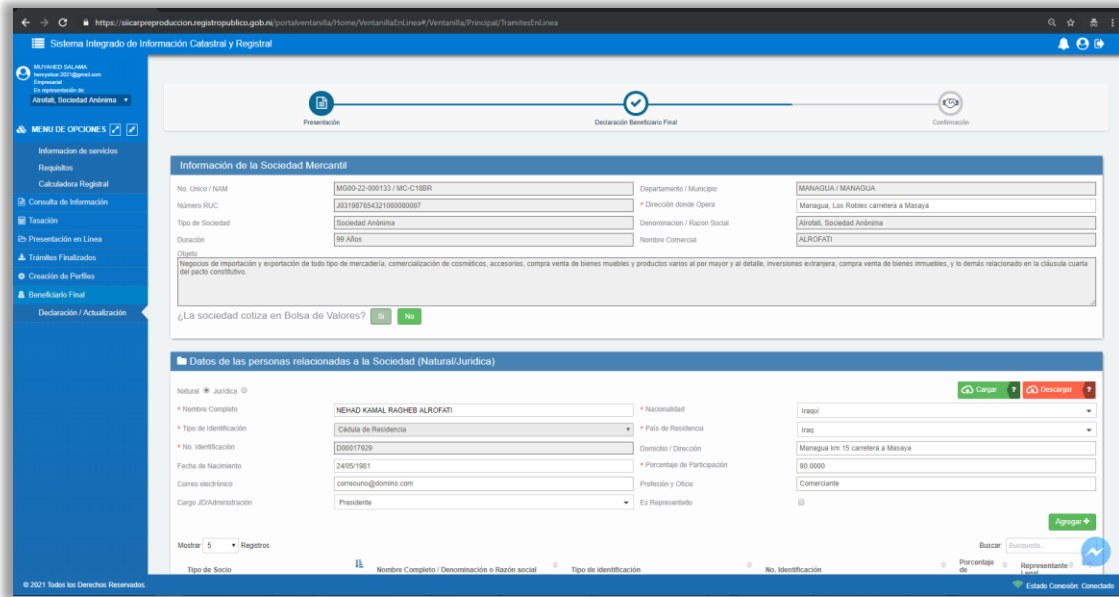 https://siicarpreproduccion.registropublico.gob.ni/portalventanilla/Home/VentanillaEnLinea#/Ventanilla/Principal/TramitesEnLinea
Sistema Integrado de Información Catastral y Registral
MUYAHED SALAMA
henrysinar.2021@gmail.com
Empresarial
En representación de:
Alrofati, Sociedad Anónima
MENU DE OPCIONES
Informacion de servicios
Requisitos
Calculadora Registral
Consulta de Información
Tasación
Presentación en Línea
Trámites Finalizados
Creación de Perfiles
Beneficiario Final
Declaración / Actualización
Presentación
Declaración Beneficiario Final
Confirmación
Información de la Sociedad Mercantil
No. Unico / NAM MG00-22-000133 / MC-C18BR Departamento / Municipio MANAGUA / MANAGUA
Número RUC J0319876543210000000007 * Dirección donde Opera Managua, Los Robles carretera a Masaya
Tipo de Sociedad Sociedad Anónima Denominacion / Razon Social Alrofati, Sociedad Anónima
Duración 99 Años Nombre Comercial ALROFATI
Objeto
Negocios de importación y exportación de todo tipo de mercadería, comercialización de cosméticos, accesorios, compra venta de bienes muebles y productos varios al por mayor y al detalle, inversiones extranjera, compra venta de bienes inmuebles, y lo demás relacionado en la cláusula cuarta
del pacto constitutivo.
¿La sociedad cotiza en Bolsa de Valores? Si No
Datos de las personas relacionadas a la Sociedad (Natural/Juridica)
Natural Jurídica Cargar ? Descargar ?
* Nombre Completo NEHAD KAMAL RAGHEB ALROFATI * Nacionalidad Iraquí
* Tipo de Identificación Cédula de Residencia * País de Residencia Iraq
* No. Identificación D00017929 Domicilio / Dirección Managua km 15 carretera a Masaya
Fecha de Nacimiento 24/05/1981 * Porcentaje de Participación 90.0000
Correo electrónico correouno@domino.com Profesión y Oficio Comerciante
Cargo JD/Administración Presidente Es Representado
Agregar +
Mostrar 5 Registros Buscar: Busqueda...
Tipo de Socio Nombre Completo / Denominación o Razón social Tipo de identificación No. Identificación Porcentaje de Representante Legal
© 2021 Todos los Derechos Reservados. Estado Conexión: Conectado